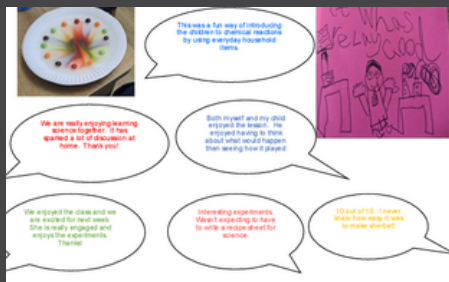 This was a fun way of introducing
the children to chemical reactions
by using everyday household
items.
It Was
We are really enjoying learning
science together. It has
sparked a lot of discussion at
home. Thank you!
Both myself and my child
enjoyed the lesson. He
enjoyed having to think
about what would happen
then seeing how it played
We enjoyed the class and we
are excited for next week.
She is really engaged and
enjoys the experiments.
Thanks!
Interesting experiments.
Wasn't expecting to have
to write a recipe sheet for
science.
10 out of 10. I never
knew how easy it was
to make sherbet!